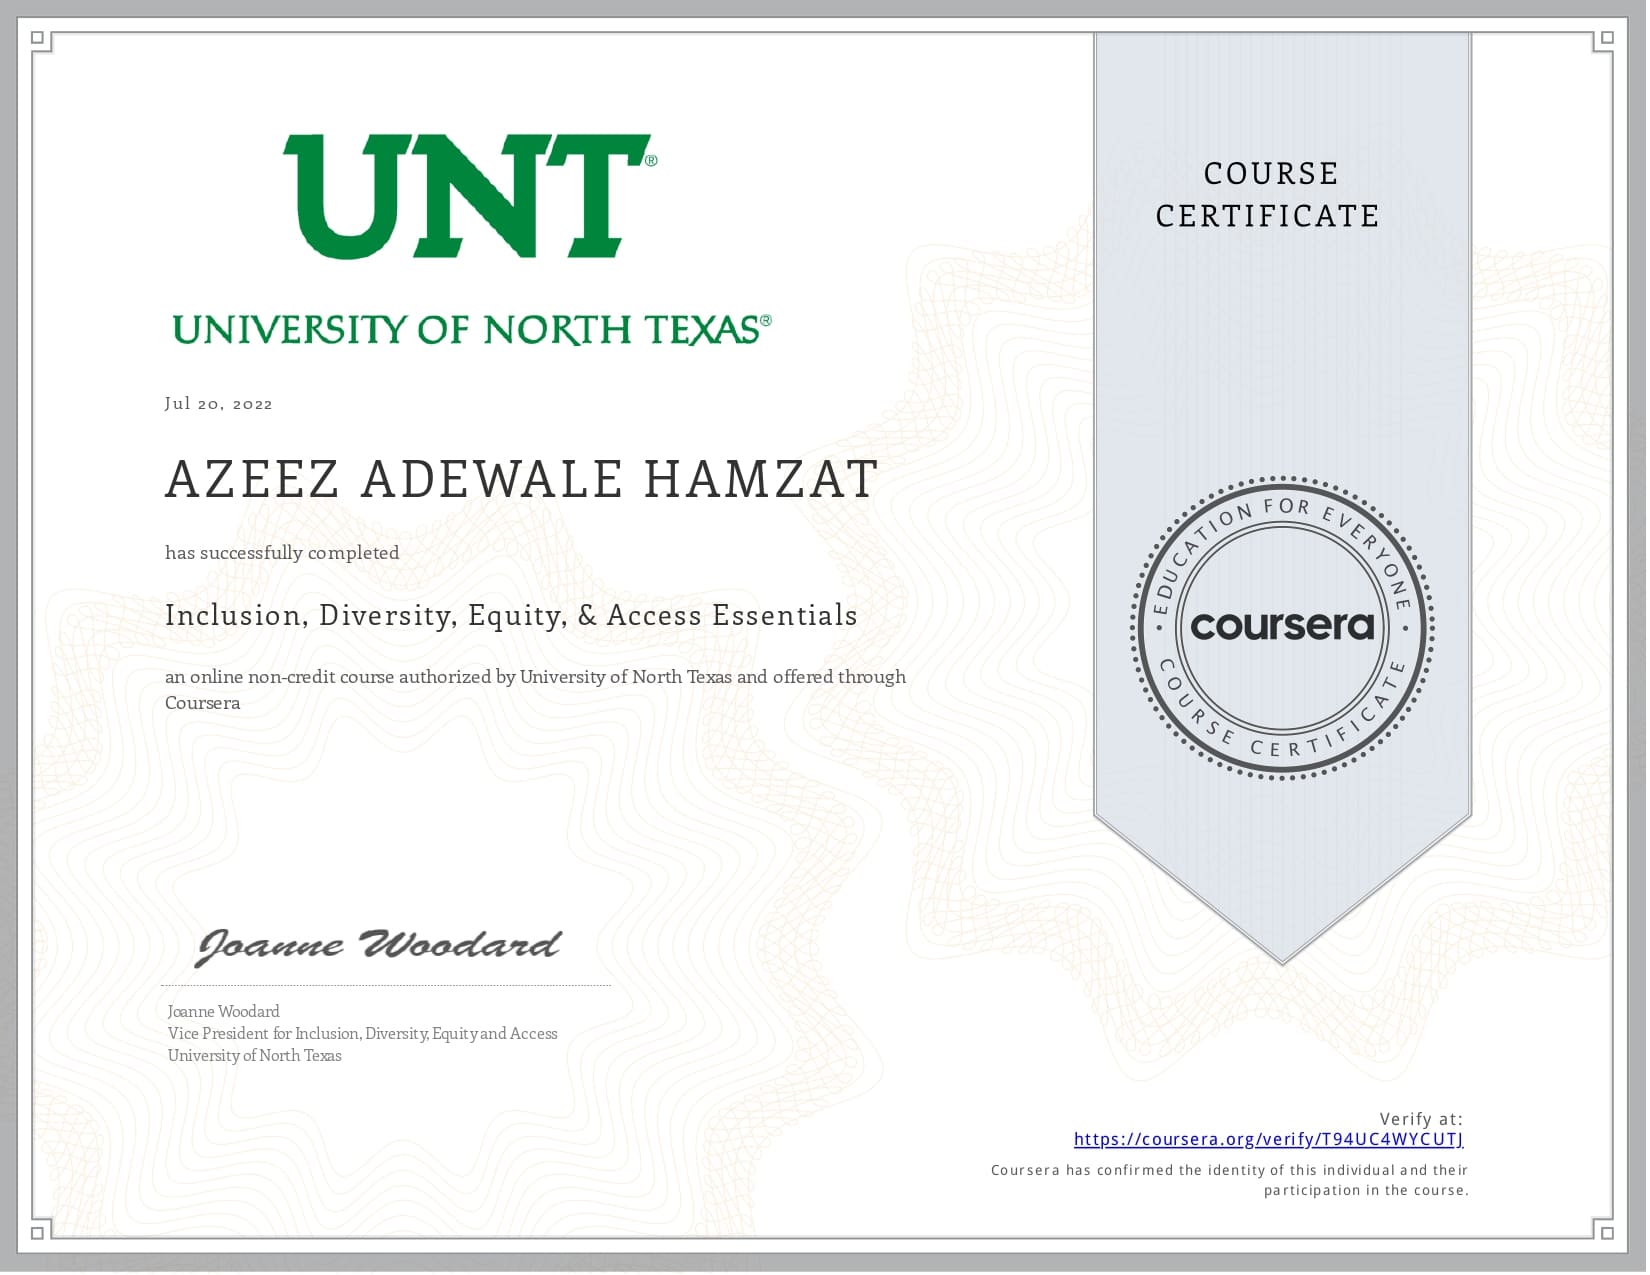 UNT®
UNIVERSITY OF NORTH TEXAS®
Jul 20, 2022
AZEEZ ADEWALE HAMZAT
has successfully completed
Inclusion, Diversity, Equity, & Access Essentials
an online non-credit course authorized by University of North Texas and offered through
Coursera
Joanne Woodard
Joanne Woodard
Vice President for Inclusion, Diversity, Equity and Access
University of North Texas
COURSE
CERTIFICATE
EDUCATION FOR EVERYONE
coursera
COURSE CERTIFICATE
Verify at:
https://coursera.org/verify/T94UC4WYCUTJ
Coursera has confirmed the identity of this individual and their
participation in the course.